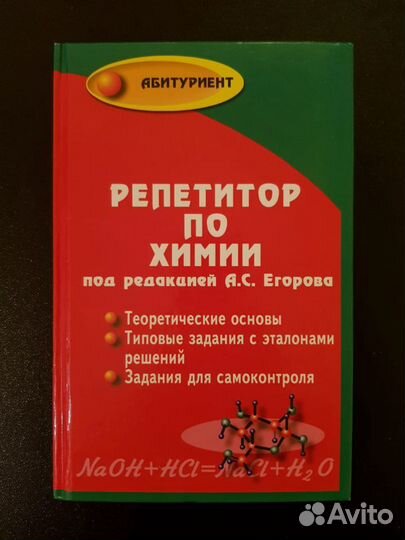 АБИТУРИЕНТ
РЕПЕТИТОР
ПО
ХИМИИ
под редакцией А.С. Егорова
Теоретические основы
Типовые задания с эталонами
решений
Задания для самоконтроля
NaOH+HCl=NaCl+H₂O
Avito